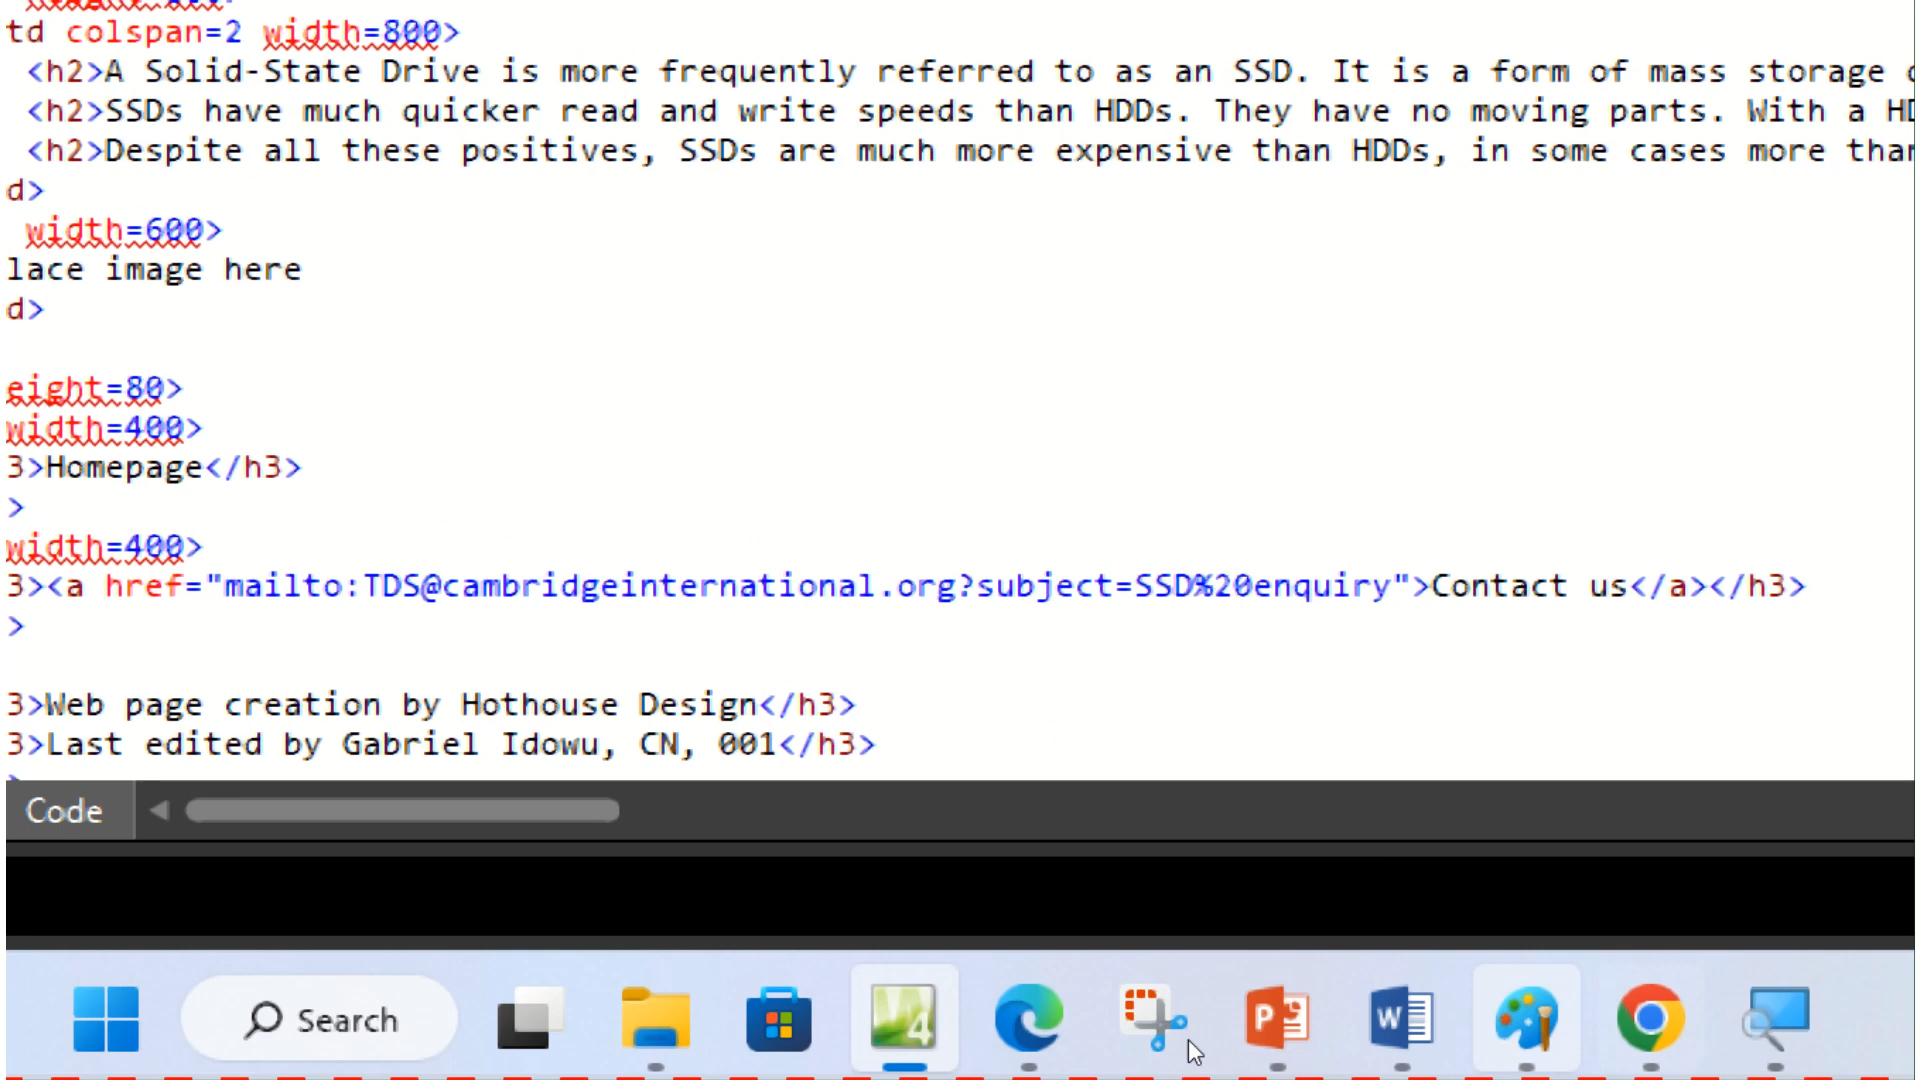 td colspan=2 width=800>
<h2>A Solid-State Drive is more frequently referred to as an SSD. It is a form of mass storage
<h2>SSDs have much quicker read and write speeds than HDDs. They have no moving parts. With a HD
<h2>Despite all these positives, SSDs are much more expensive than HDDs, in some cases more than
d>
width=600>
lace image here
d>
eight=80>
width=400>
3>Homepage</h3>
>
width=400>
3><a href="mailto:TDS@cambridgeinternational.org?subject=SSD%20enquiry">Contact us</a></h3>
>
3>Web page creation by Hothouse Design</h3>
3>Last edited by Gabriel Idowu, CN, 001</h3>
Code
Search